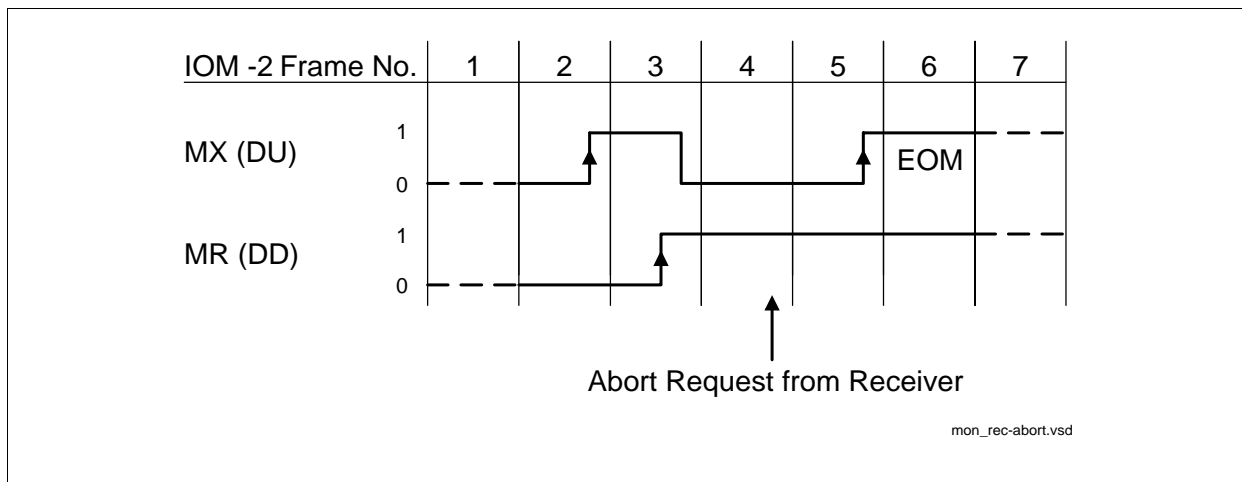 IOM -2 Frame No. 1 2 3 4 5 6 7
1
MX (DU)
EOM
0
1
MR (DD)
0
Abort Request from Receiver
mon_rec-abort.vsd